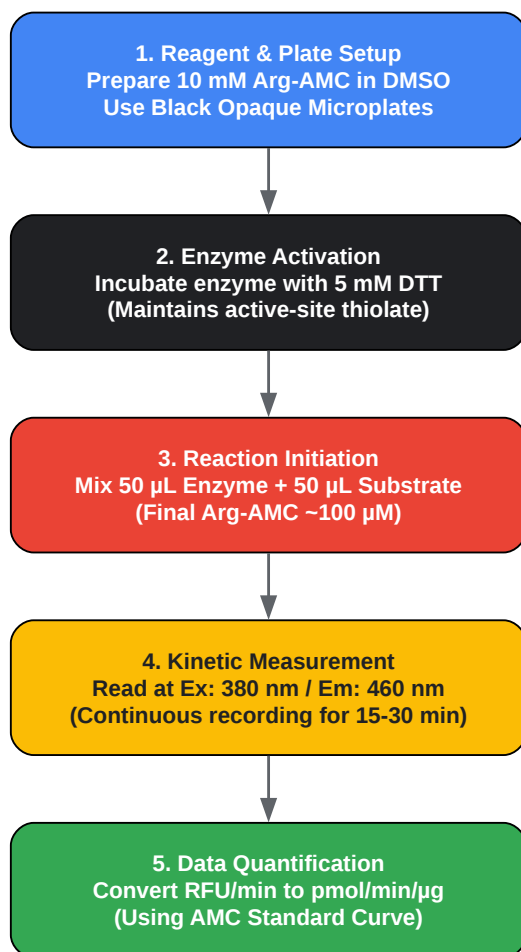 1. Reagent & Plate Setup
Prepare 10 mM Arg-AMC in DMSO
Use Black Opaque Microplates
2. Enzyme Activation
Incubate enzyme with 5 mM DTT
(Maintains active-site thiolate)
3. Reaction Initiation
Mix 50 µL Enzyme + 50 µL Substrate
(Final Arg-AMC ~100 µM)
4. Kinetic Measurement
Read at Ex: 380 nm / Em: 460 nm
(Continuous recording for 15-30 min)
5. Data Quantification
Convert RFU/min to pmol/min/µg
(Using AMC Standard Curve)